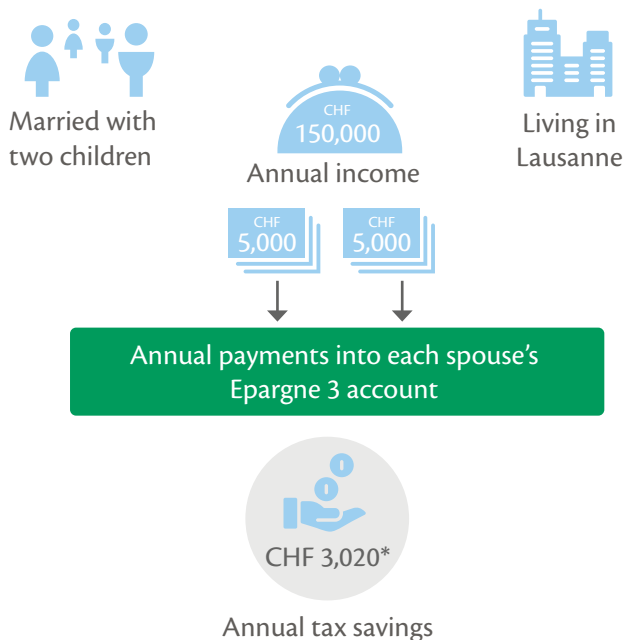 Married with
two children
CHF
150,000
Annual income
Living in
Lausanne
CHF
5,000
CHF
5,000
Annual payments into each spouse's
Epargne 3 account
CHF 3,020*
Annual tax savings